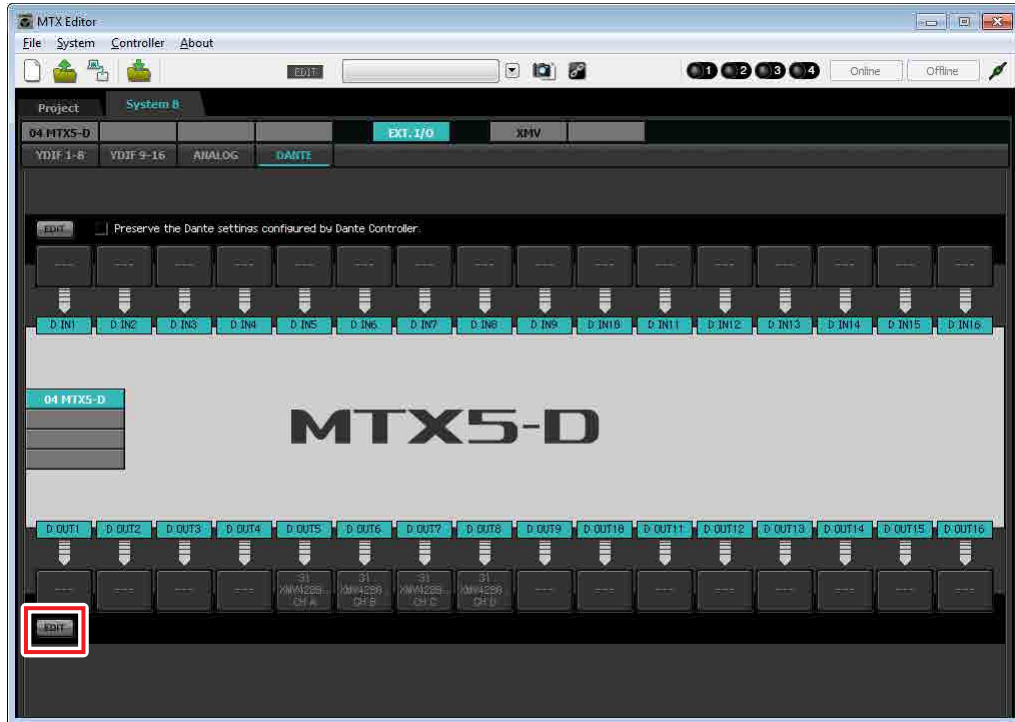 MTX Editor
File System Controller About
EDIT 1 2 3 4 Online Offline
Project System 8
04 MTX5-D EXT. I/O XMV
YDIF 1-8 YDIF 9-16 ANALOG DANTE
EDIT Preserve the Dante settings configured by Dante Controller.
--- --- --- --- --- --- --- --- --- --- --- --- --- --- --- ---
D IN1 D IN2 D IN3 D IN4 D IN5 D IN6 D IN7 D IN8 D IN9 D IN10 D IN11 D IN12 D IN13 D IN14 D IN15 D IN16
04 MTX5-D
MTX5-D
D OUT1 D OUT2 D OUT3 D OUT4 D OUT5 D OUT6 D OUT7 D OUT8 D OUT9 D OUT10 D OUT11 D OUT12 D OUT13 D OUT14 D OUT15 D OUT16
31 31 31 31
--- --- --- --- XMV4280... XMV4280... XMV4280... XMV4280... --- --- --- --- --- --- --- ---
CH A CH B CH C CH D
EDIT